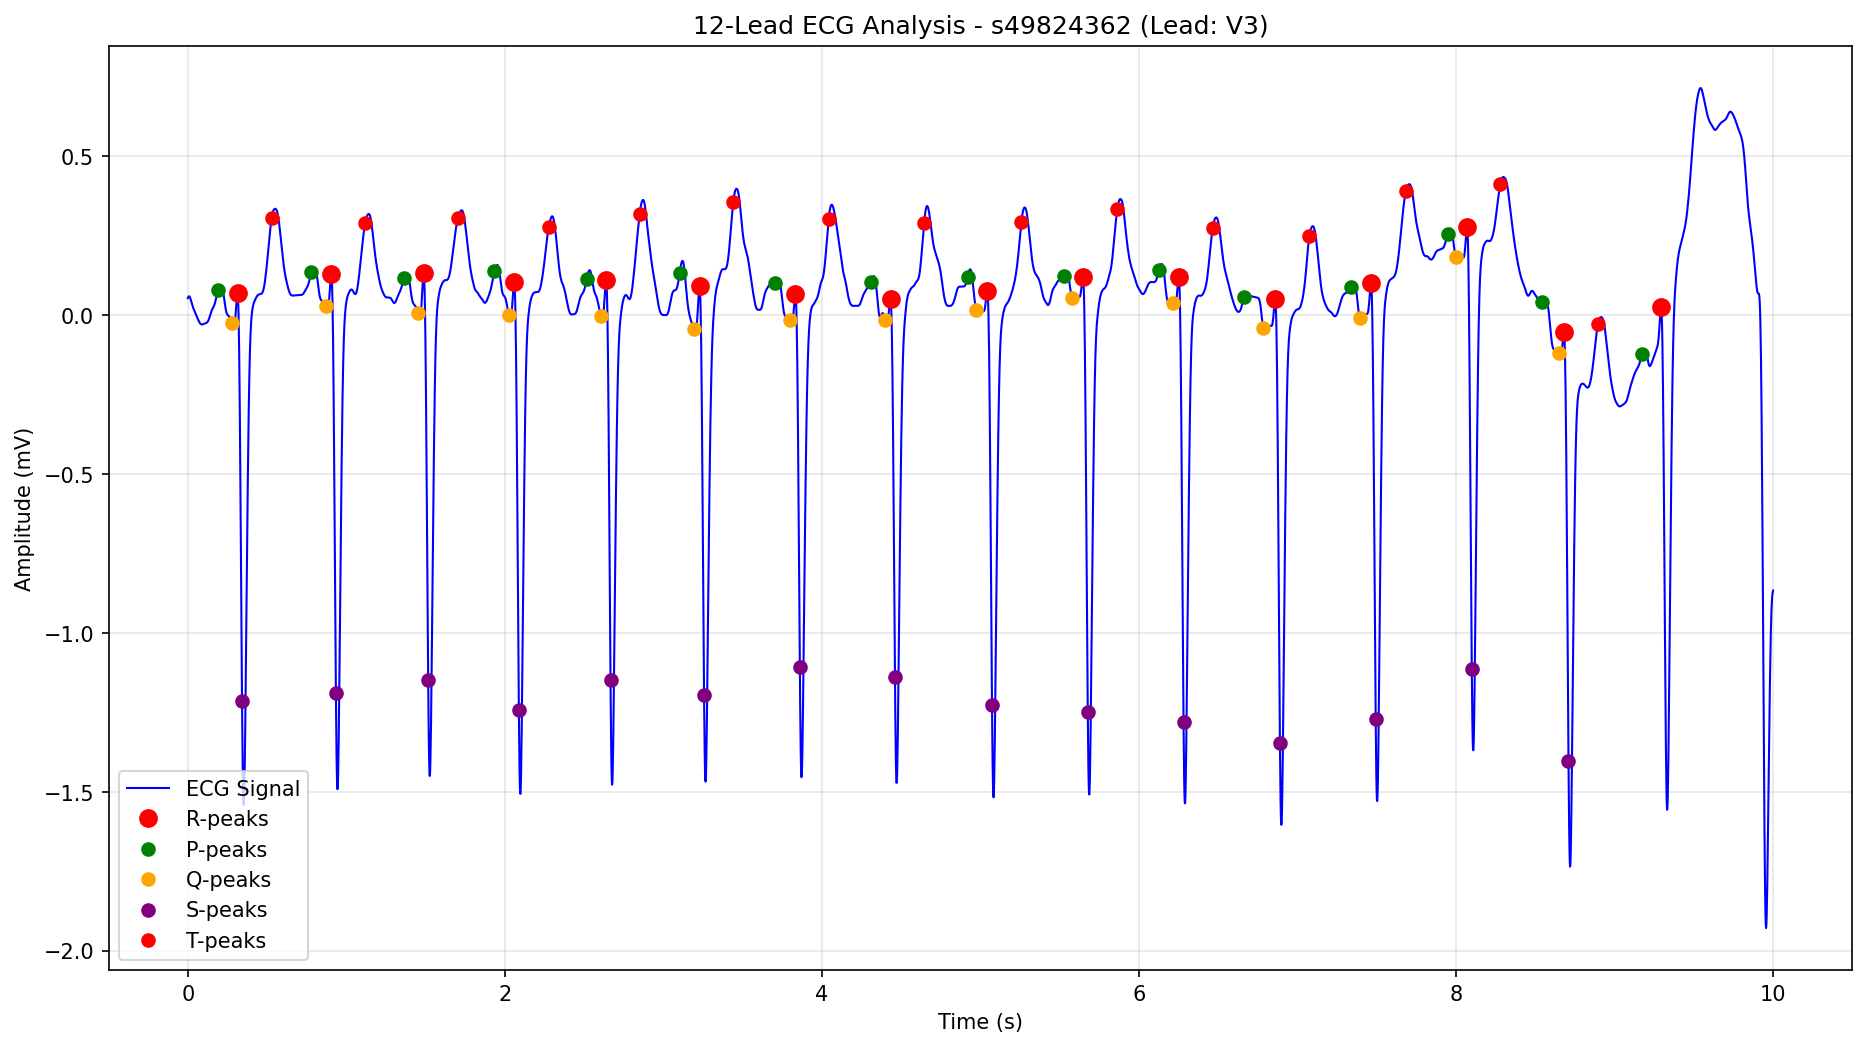 12-Lead ECG Analysis - s49824362 (Lead: V3)
Amplitude (mV)
0.5
0.0
−0.5
−1.0
−1.5
−2.0
ECG Signal
R-peaks
P-peaks
Q-peaks
S-peaks
T-peaks
0 2 4 6 8 10
Time (s)